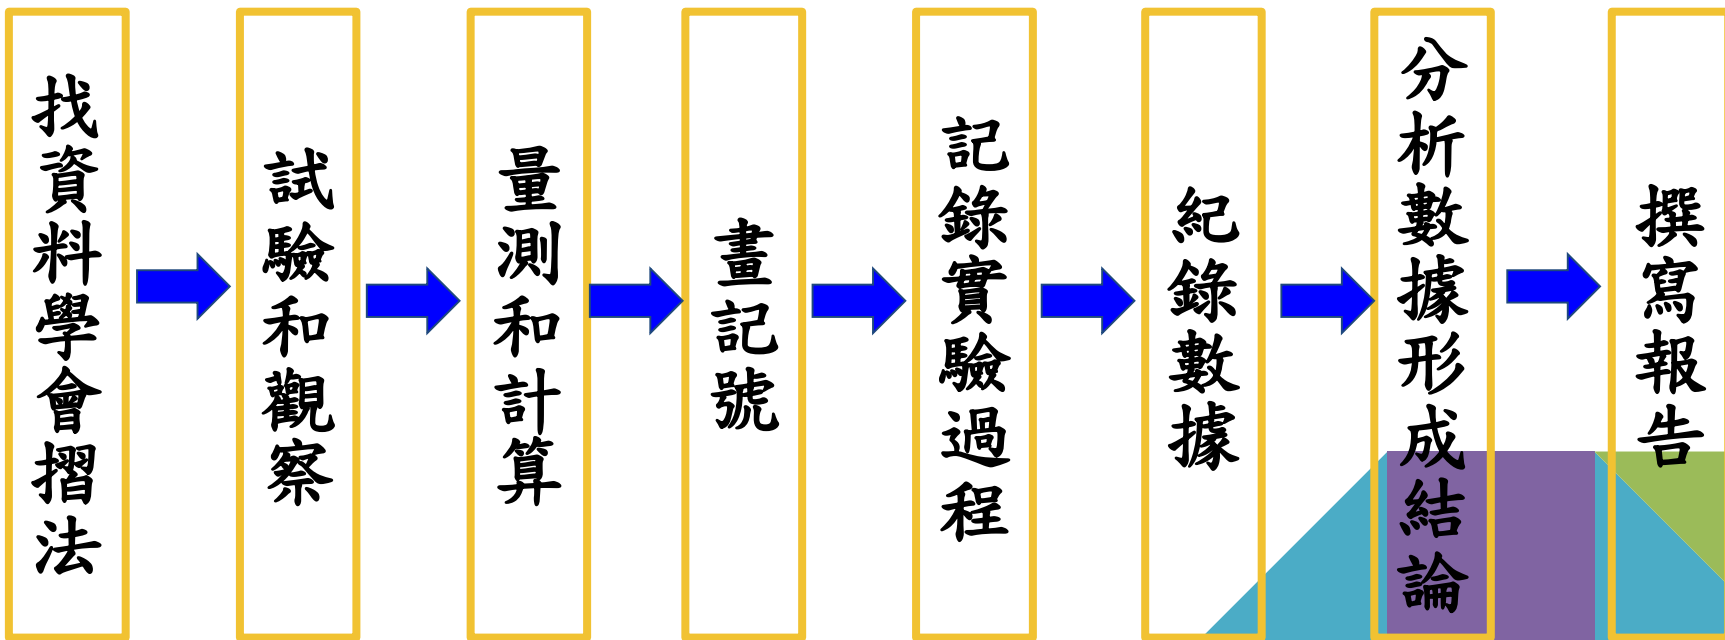 找資料學會摺法
試驗和觀察
量測和計算
畫記號
記錄實驗過程
紀錄數據
分析數據形成結論
撰寫報告